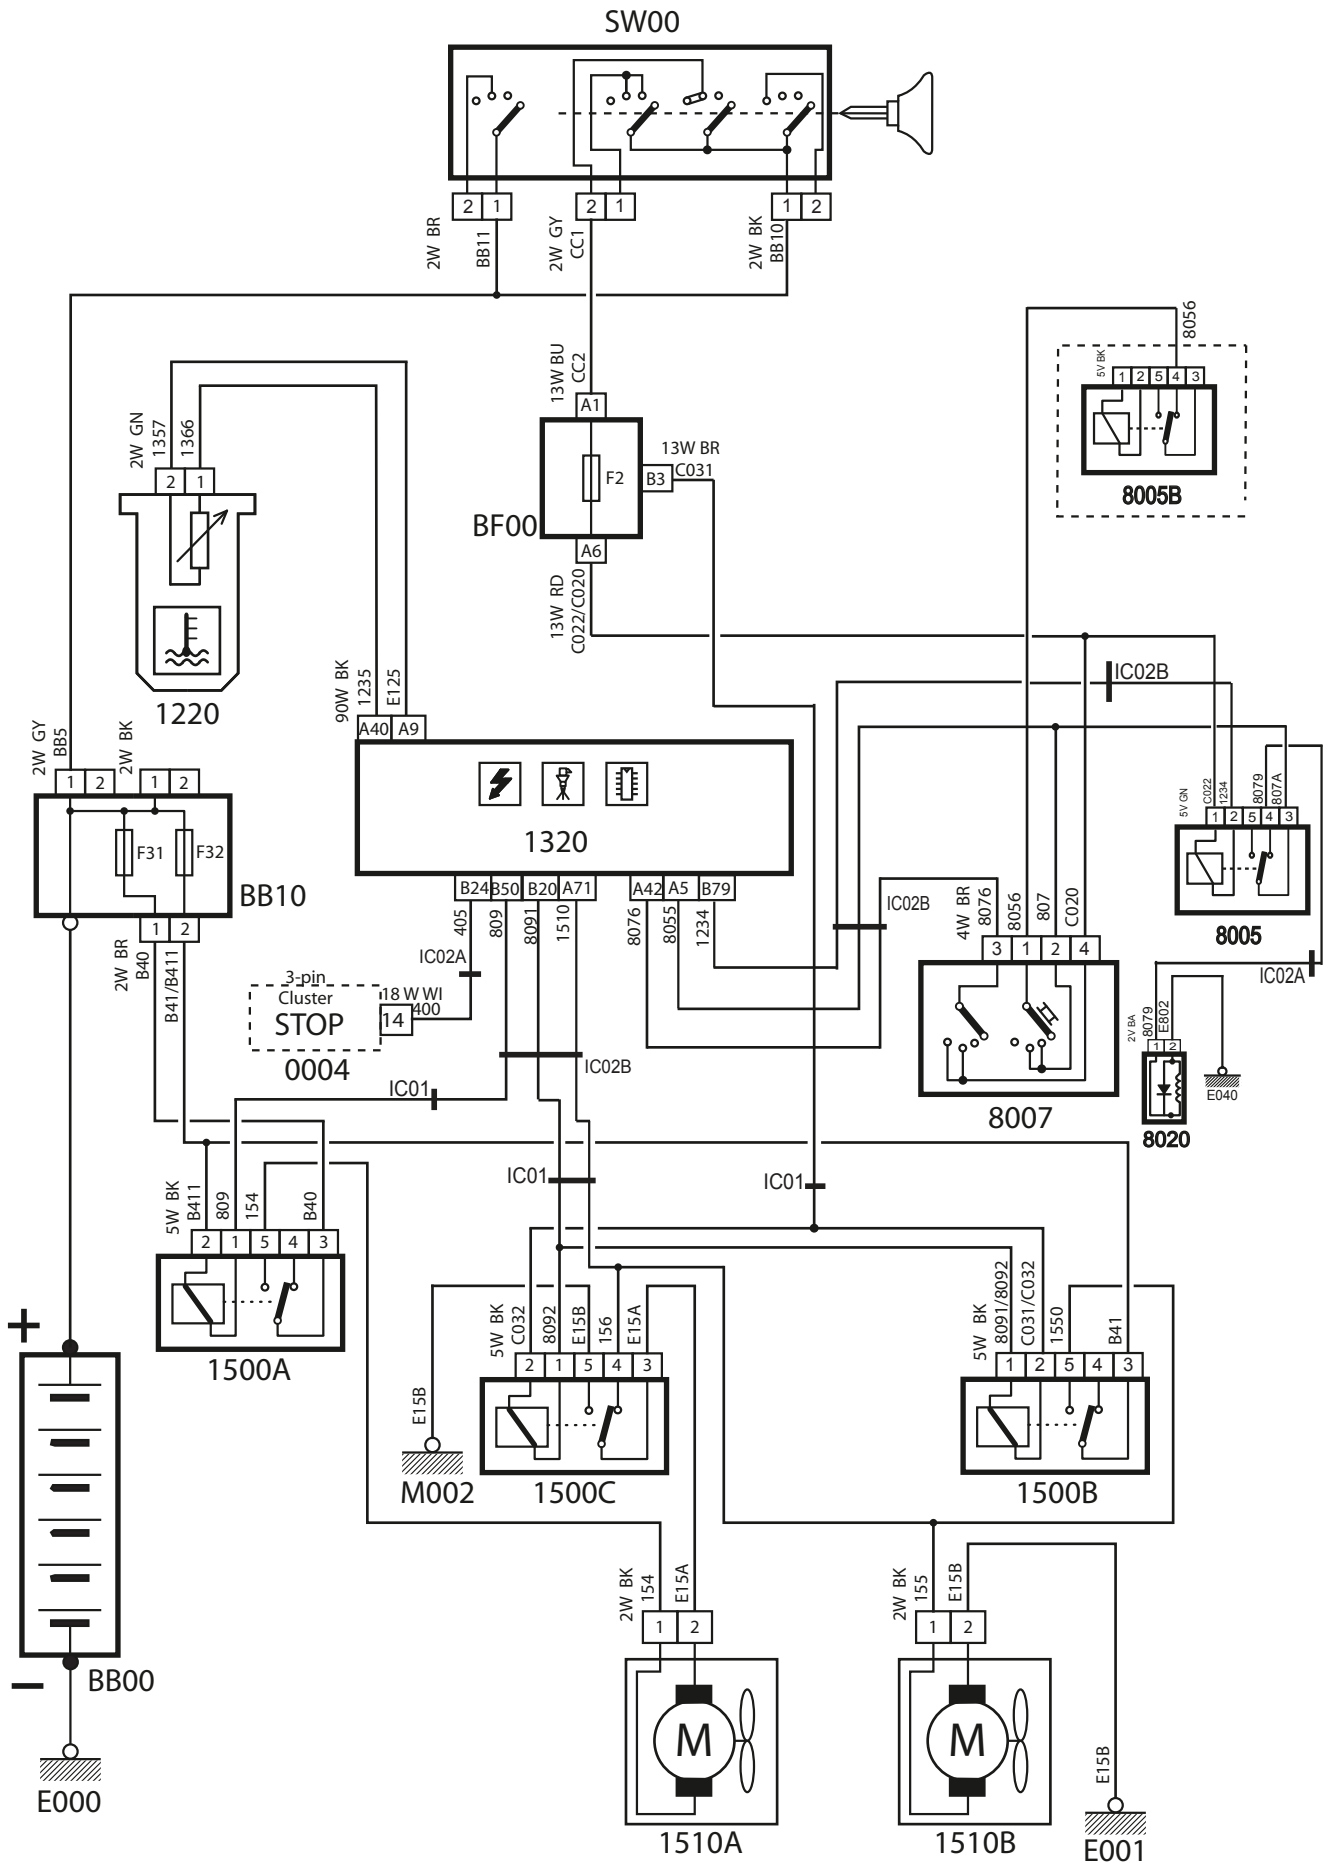 SW00
2 1 2 1 1 2
2W BR
BB11
2W GY
CC1
2W BK
BB10
8056
5V BK
1 2 5 4 3
8005B
13W BU
CC2
A1
F2
B3
13W BR
C031
BF00
A6
13W RD
C022/C020
2W GN
1357
1366
2 1
1220
90W BK
1235
E125
A40 A9
1320
B24 B50 B20 A71 A42 A5 B79
405
809
8091
1510
8076
8055
1234
IC02B
IC02B
2W GY
BB5
2W BK
1 2 1 2
F31
F32
BB10
1 2
2W BR
B40
B41/B411
5V GN
C022
1234
8079
807A
1 2 5 4 3
8005
4W BR
8076
8056
807
C020
3 1 2 4
8007
IC02A
2V BA
8079
E802
1 2
8020
E040
IC02A
3-pin
Cluster
STOP
14
18 W WI
400
0004
IC02B
IC01
IC01
IC01
5W BK
B411
809
154
B40
2 1 5 4 3
1500A
5W BK
C032
8092
E15B
156
E15A
2 1 5 4 3
1500C
E15B
M002
5W BK
8091/8092
C031/C032
1550
B41
1 2 5 4 3
1500B
+
−
BB00
E000
2W BK
154
E15A
1 2
M
1510A
2W BK
155
E15B
1 2
M
1510B
E15B
E001